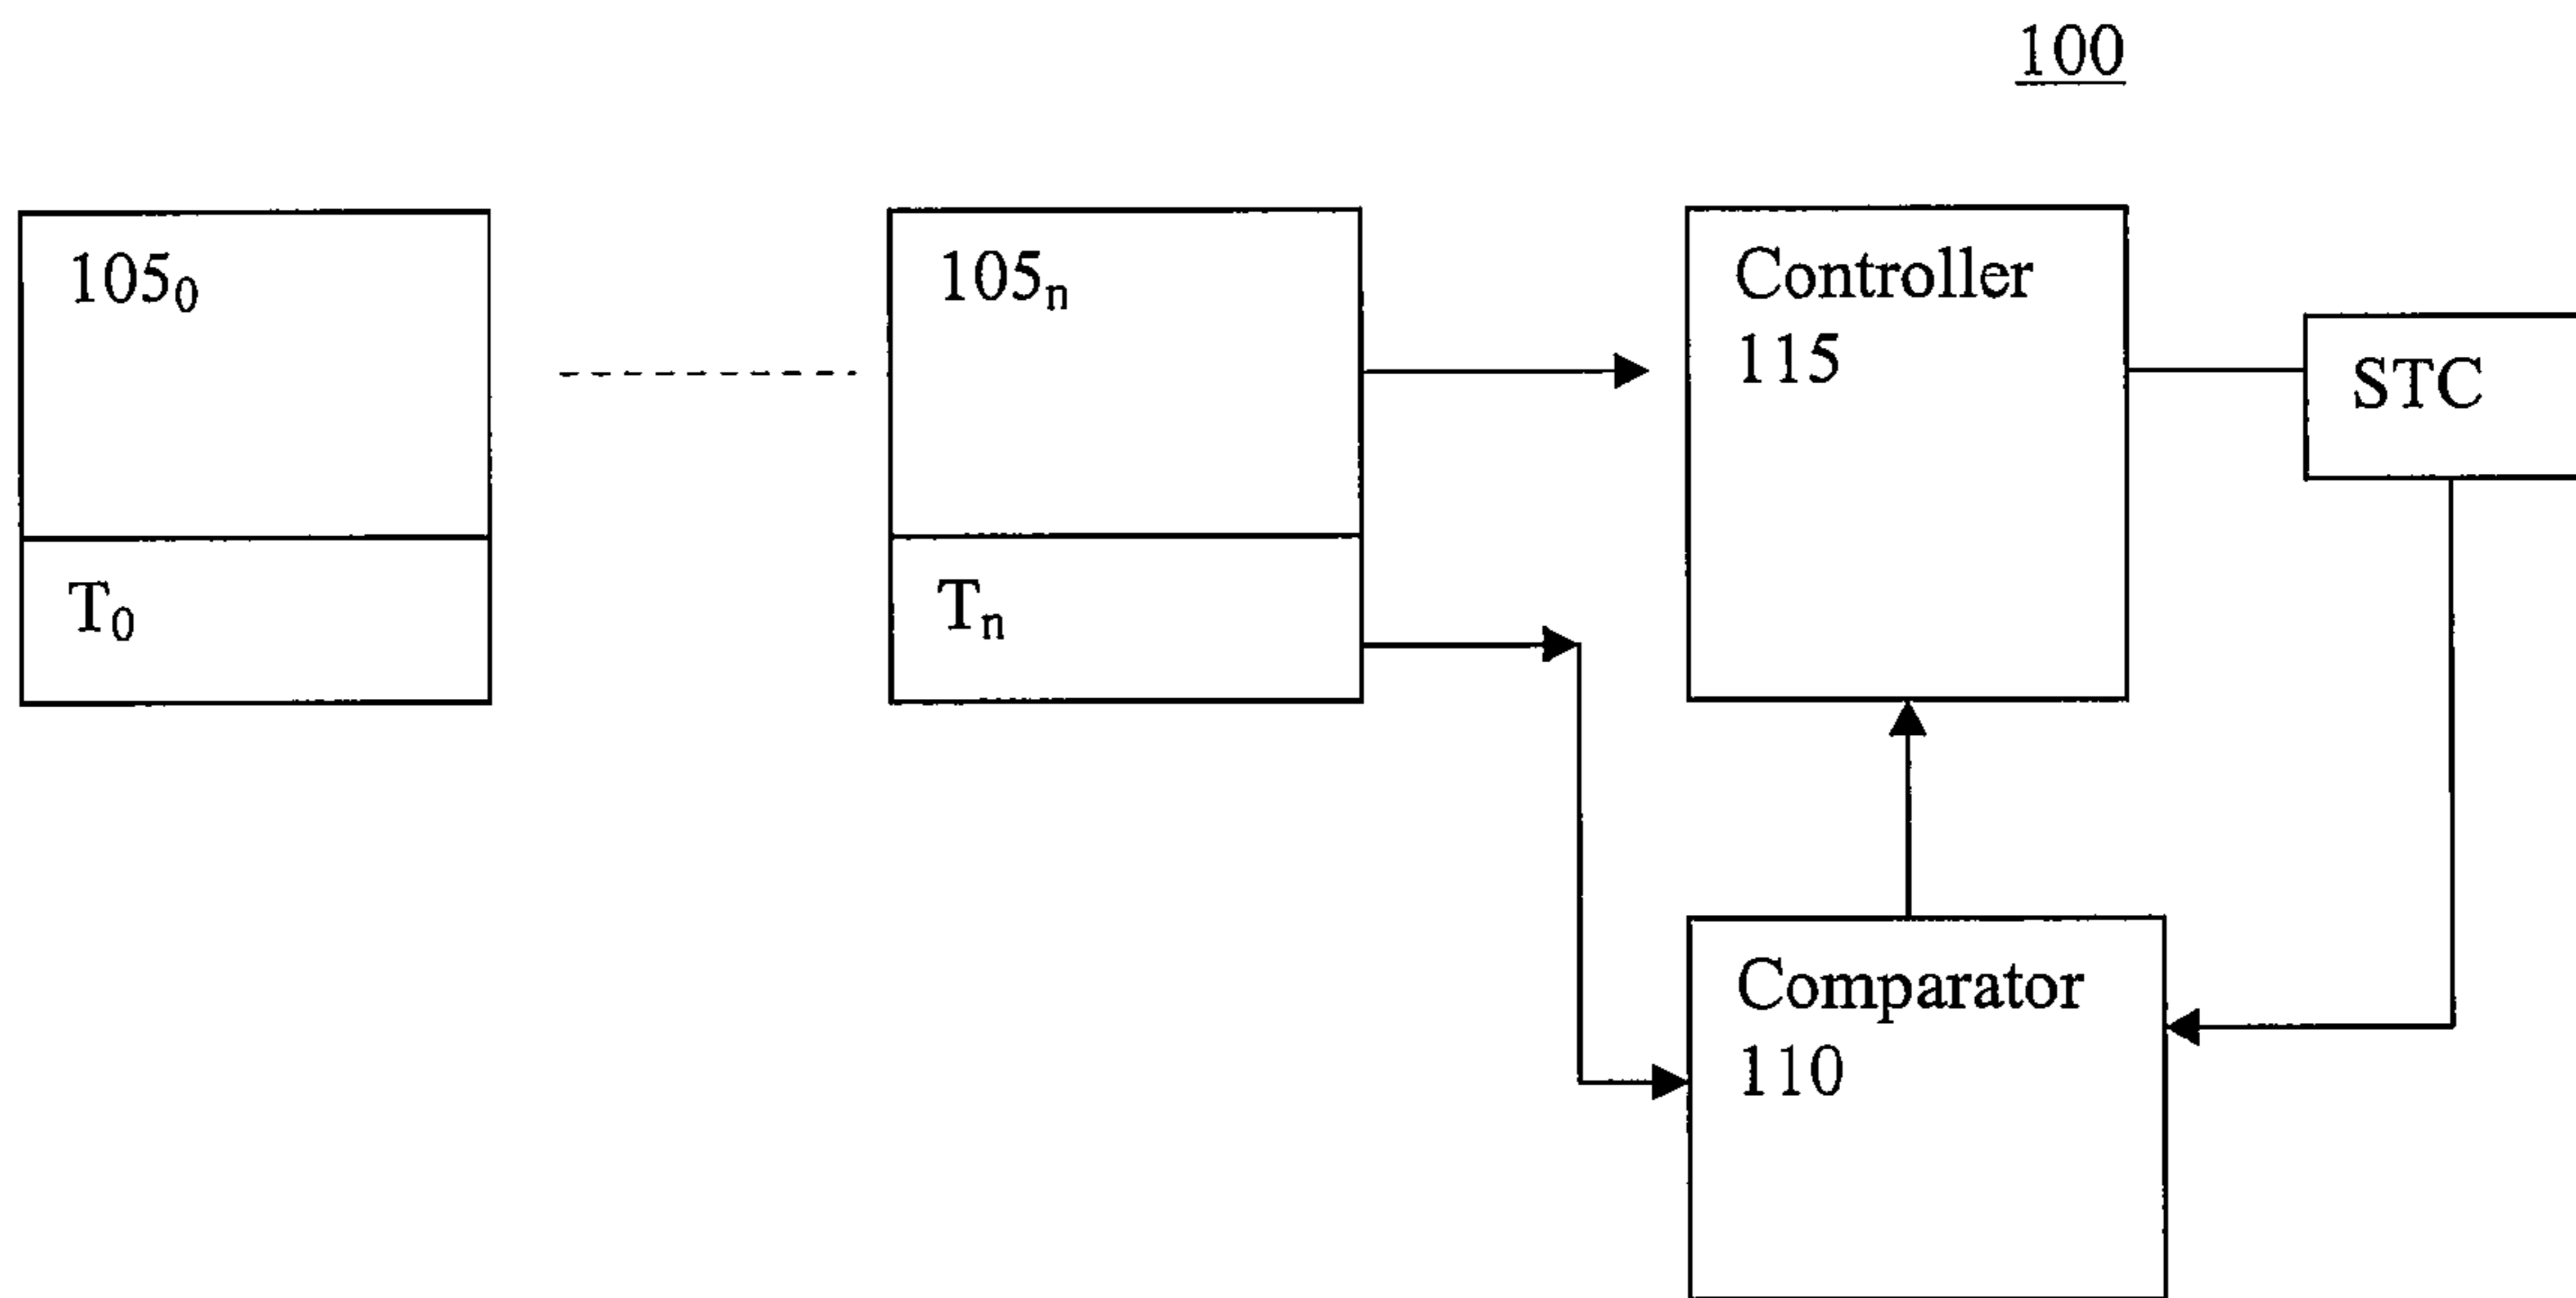 100
105₀
105ₙ
Controller
115
STC
T₀
Tₙ
Comparator
110